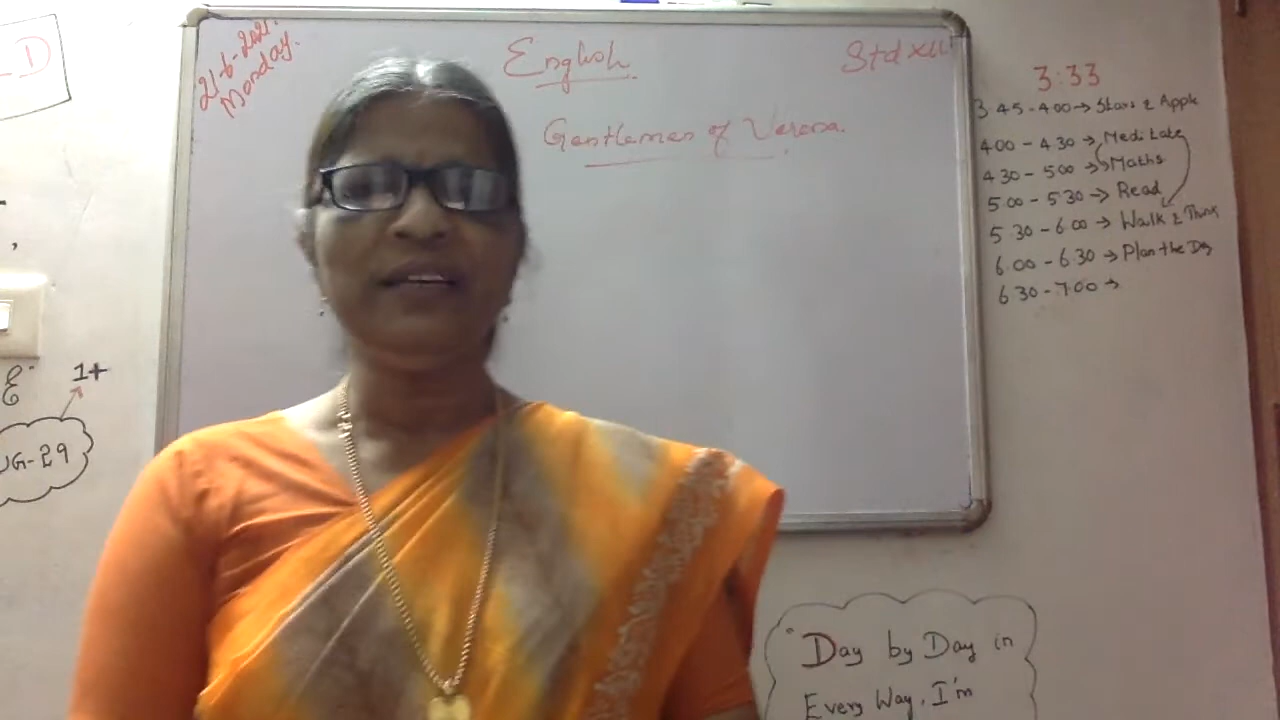 21-6-2021.
Monday.
English
Std XII
Gentlemen of Verona.
3:33
3 45 - 4 00 → Stars & Apple
4 00 - 4 30 → Meditate
4 30 - 5 00 → Maths
5 00 - 5 30 → Read
5 30 - 6 00 → Walk & Think
6 00 - 6 30 → Plan the Day
6 30 - 7 00 →
D
1+
UG-29
Day by Day in
Every Way, I'm